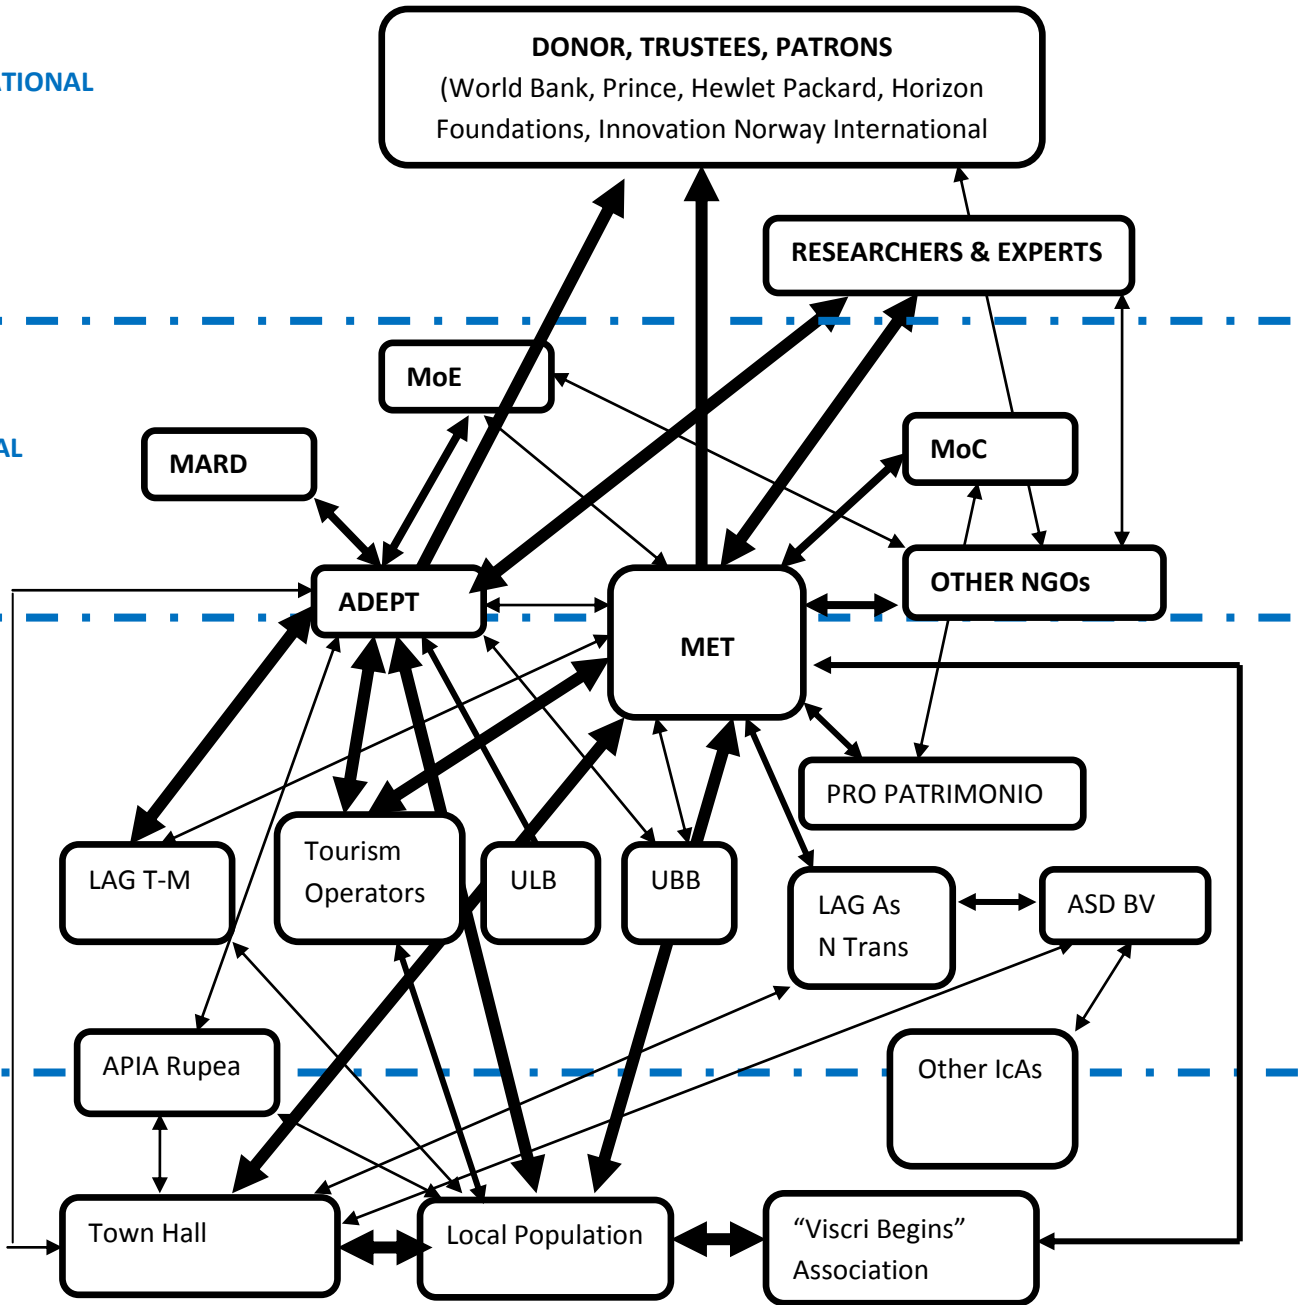 DONOR, TRUSTEES, PATRONS
ATIONAL
(World Bank, Prince, Hewlet Packard, Horizon
Foundations, Innovation Norway International
RESEARCHERS & EXPERTS
MoE
MoC
AL
MARD
OTHER NGOs
ADEPT
MET
PRO PATRIMONIO
Tourism
Operators
LAG T-M
ULB
UBB
LAG As
N Trans
ASD BV
APIA Rupea
Other IcAs
Town Hall
Local Population
“Viscri Begins”
Association